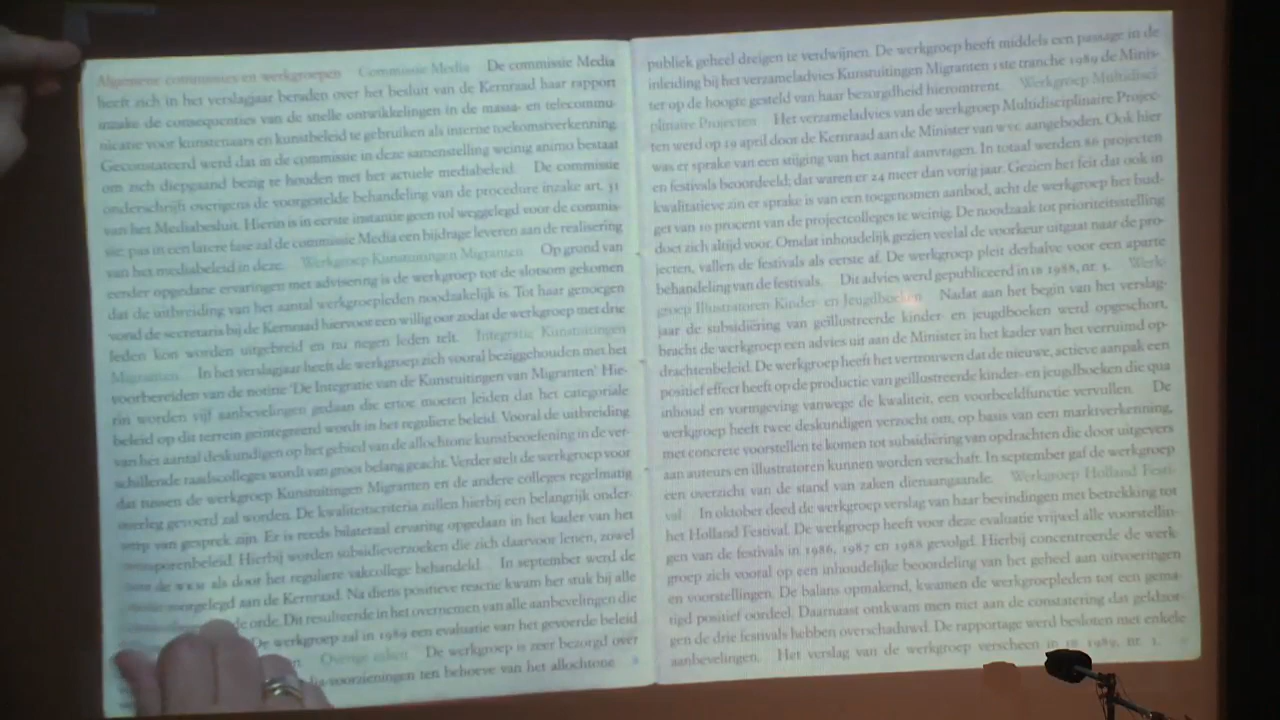 Algemene commissies en werkgroepen Commissie Media De commissie Media
heeft zich in het verslagjaar beraden over het besluit van de Kernraad haar rapport
inzake de consequenties van de snelle ontwikkelingen in de massa- en telecommu-
nicatie voor kunstenaars en kunstbeleid te gebruiken als interne toekomstverkenning.
Geconstateerd werd dat in de commissie in deze samenstelling weinig animo bestaat
om zich diepgaand bezig te houden met het actuele mediabeleid. De commissie
onderschrijft overigens de voorgestelde behandeling van de procedure inzake art. 31
van het Mediabesluit. Hierin is in eerste instantie geen rol weggelegd voor de commis-
sie; pas in een latere fase zal de commissie Media een bijdrage leveren aan de realisering
van het mediabeleid in deze. Werkgroep Kunstuitingen Migranten Op grond van
eerder opgedane ervaringen met advisering is de werkgroep tot de slotsom gekomen
dat die uitbreiding van het aantal werkgroepleden noodzakelijk is. Tot haar genoegen
vond de secretaris bij de Kernraad hiervoor een willig oor zodat de werkgroep met drie
leden kon worden uitgebreid en nu negen leden telt. Integratie Kunstuitingen
Migranten In het verslagjaar heeft de werkgroep zich vooral beziggehouden met het
voorbereiden van de notitie 'De Integratie van de Kunstuitingen van Migranten' Hie-
rin worden vijf aanbevelingen gedaan die ertoe moeten leiden dat het categoriale
beleid op dit terrein geïntegreerd wordt in het reguliere beleid. Vooral de uitbreiding
van het aantal deskundigen op het gebied van de allochtone kunstbeoefening in de ver-
schillende raadscolleges wordt van groot belang geacht. Verder stelt de werkgroep voor
dat tussen de werkgroep Kunstuitingen Migranten en de andere colleges regelmatig
overleg gevoerd zal worden. De kwaliteitscriteria zullen hierbij een belangrijk onder-
werp van gesprek zijn. Er is reeds bilateraal ervaring opgedaan in het kader van het
beleid. Hierbij worden subsidieverzoeken die zich daarvoor lenen, zowel
door de als door het reguliere vakcollege behandeld. In september werd de
voorgelegd aan de Kernraad. Na diens positieve reactie kwam het stuk bij alle
de orde. Dit resulteerde in het overnemen van alle aanbevelingen die
De werkgroep zal in 1989 een evaluatie van het gevoerde beleid
Overige zaken De werkgroep is zeer bezorgd over
voorzieningen ten behoeve van het allochtone
publiek geheel dreigen te verdwijnen. De werkgroep heeft middels een passage in de
inleiding bij het verzameladvies Kunstuitingen Migranten 1ste tranche 1989 de Minis-
ter op de hoogte gesteld van haar bezorgdheid hieromtrent. Werkgroep Multidisci-
plinaire Projecten Het verzameladvies van de werkgroep Multidisciplinaire Projec-
ten werd op 19 april door de Kernraad aan de Minister van wvc aangeboden. Ook hier
was er sprake van een stijging van het aantal aanvragen. In totaal werden 86 projecten
en festivals beoordeeld; dat waren er 24 meer dan vorig jaar. Gezien het feit dat ook in
kwalitatieve zin er sprake is van een toegenomen aanbod, acht de werkgroep het bud-
get van 10 procent van de projectcolleges te weinig. De noodzaak tot prioriteitsstelling
doet zich altijd voor. Omdat inhoudelijk gezien veelal de voorkeur uitgaat naar de pro-
jecten, vallen de festivals als eerste af. De werkgroep pleit derhalve voor een aparte
behandeling van de festivals. Dit advies werd gepubliceerd in 18 1988, nr. 3. Werk-
groep Illustratoren Kinder- en Jeugdboeken Nadat aan het begin van het verslag-
jaar de subsidiëring van geïllustreerde kinder- en jeugdboeken werd opgeschort,
bracht de werkgroep een advies uit aan de Minister in het kader van het verruimd op-
drachtenbeleid. De werkgroep heeft het vertrouwen dat de nieuwe, actieve aanpak een
positief effect heeft op de productie van geïllustreerde kinder- en jeugdboeken die qua
inhoud en vormgeving vanwege de kwaliteit, een voorbeeldfunctie vervullen. De
werkgroep heeft twee deskundigen verzocht om, op basis van een marktverkenning,
met concrete voorstellen te komen tot subsidiëring van opdrachten die door uitgevers
aan auteurs en illustratoren kunnen worden verschaft. In september gaf de werkgroep
een overzicht van de stand van zaken dienaangaande. Werkgroep Holland Festi-
val In oktober deed de werkgroep verslag van haar bevindingen met betrekking tot
het Holland Festival. De werkgroep heeft voor deze evaluatie vrijwel alle voorstellin-
gen van de festivals in 1986, 1987 en 1988 gevolgd. Hierbij concentreerde de werk-
groep zich vooral op een inhoudelijke beoordeling van het geheel aan uitvoeringen
en voorstellingen. De balans opmakend, kwamen de werkgroepleden tot een gema-
tigd positief oordeel. Daarnaast ontkwam men niet aan de constatering dat geldzor-
gen de drie festivals hebben overschaduwd. De rapportage werd besloten met enkele
aanbevelingen. Het verslag van de werkgroep verscheen in 18 1989, nr. 1.